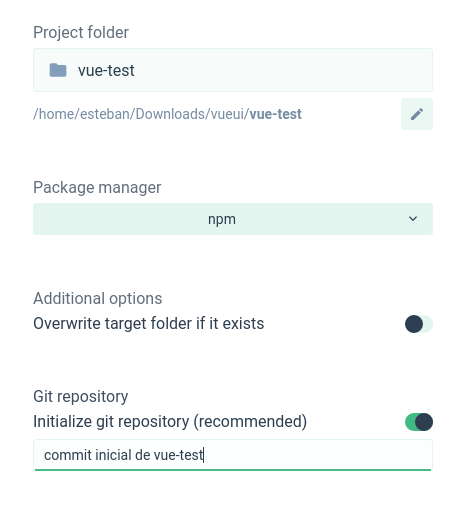 Project folder
vue-test
/home/esteban/Downloads/vueui/vue-test
Package manager
npm
Additional options
Overwrite target folder if it exists
Git repository
Initialize git repository (recommended)
commit inicial de vue-test